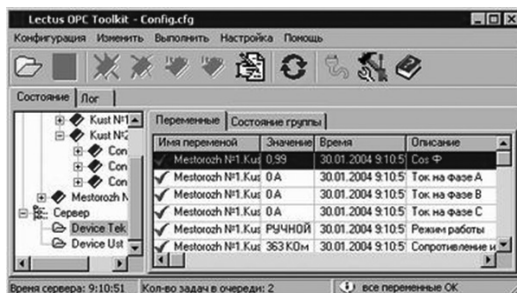 Lectus OPC Toolkit - Config.cfg
Конфигурация Изменить Выполнить Настройка Помощь
Состояние Лог
Kust №1
Kust №2
Con
Con
Con
Mestorozh N
Сервер
Device Tek
Device Ust
Переменные Состояние группы
Имя переменой Значение Время Описание
Mestorozh №1.Kus 0,99 30.01.2004 9:10:5 Cos Ф
Mestorozh №1.Kus 0 А 30.01.2004 9:10:5 Ток на фазе А
Mestorozh №1.Kus 0 А 30.01.2004 9:10:5 Ток на фазе В
Mestorozh №1.Kus 0 А 30.01.2004 9:10:5 Ток на фазе С
Mestorozh №1.Kus РУЧНОЙ 30.01.2004 9:10:5 Режим работы
Mestorozh №1.Kus 363 КОм 30.01.2004 9:10:5 Сопротивление и
Время сервера: 9:10:51 Кол-во задач в очереди: 2 все переменные ОК